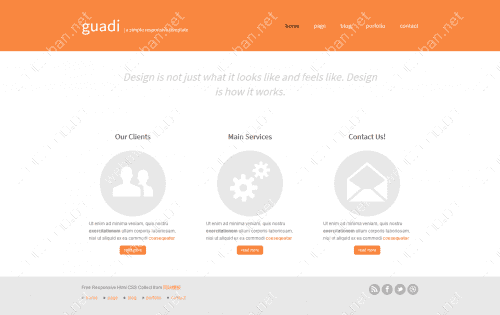 guadi
| a simple responsive template
home page blog portfolio contact
Design is not just what it looks like and feels like. Design
is how it works.
Our Clients Main Services Contact Us!
Ut enim ad minima veniam, quis nostru
exercitationem ullam corporis laboriosam,
nisi ut aliquid ex ea commodi consequatur
read more
Ut enim ad minima veniam, quis nostru
exercitationem ullam corporis laboriosam,
nisi ut aliquid ex ea commodi consequatur
read more
Ut enim ad minima veniam, quis nostru
exercitationem ullam corporis laboriosam,
nisi ut aliquid ex ea commodi consequatur
read more
Free Responsive Html CSS Collect from
home page blog portfolio contact